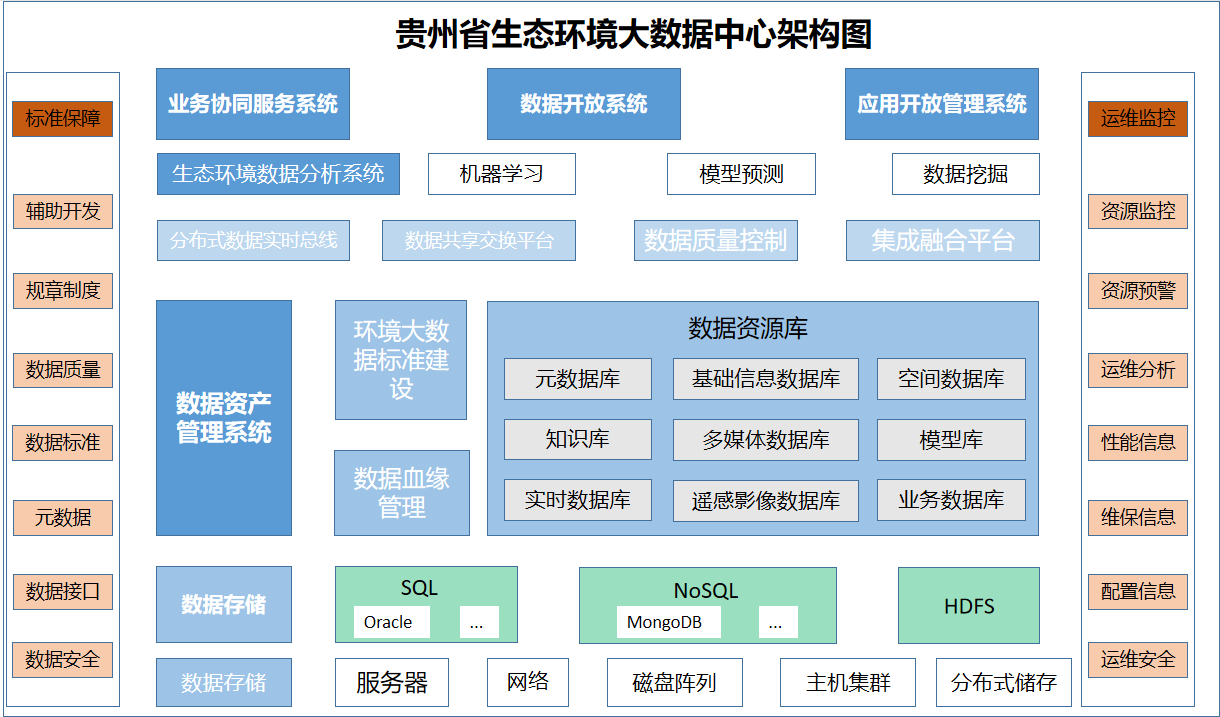 贵州省生态环境大数据中心架构图
标准保障
辅助开发
规章制度
数据质量
数据标准
元数据
数据接口
数据安全
业务协同服务系统
数据开放系统
应用开放管理系统
生态环境数据分析系统
机器学习
模型预测
数据挖掘
分布式数据实时总线
数据共享交换平台
数据质量控制
集成融合平台
数据资产
管理系统
环境大数
据标准建
设
数据血缘
管理
数据资源库
元数据库
基础信息数据库
空间数据库
知识库
多媒体数据库
模型库
实时数据库
遥感影像数据库
业务数据库
数据存储
SQL
Oracle
...
NoSQL
MongoDB
...
HDFS
数据存储
服务器
网络
磁盘阵列
主机集群
分布式储存
运维监控
资源监控
资源预警
运维分析
性能信息
维保信息
配置信息
运维安全